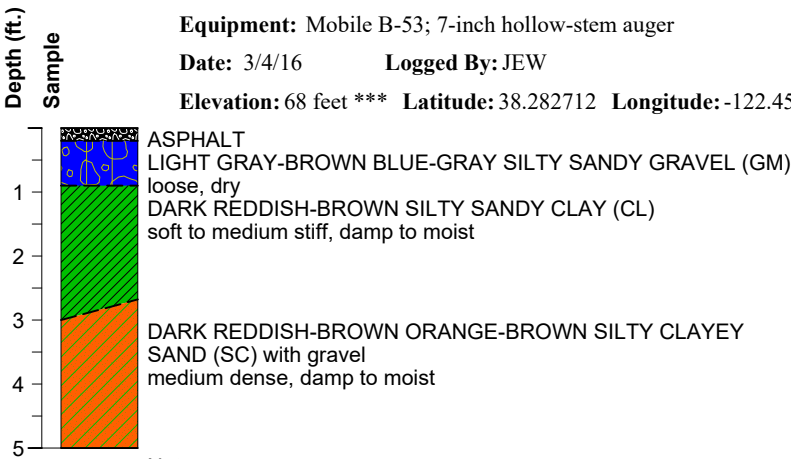 Depth (ft.)
Sample
Equipment: Mobile B-53; 7-inch hollow-stem auger
Date: 3/4/16 Logged By: JEW
Elevation: 68 feet *** Latitude: 38.282712 Longitude: -122.45
ASPHALT
LIGHT GRAY-BROWN BLUE-GRAY SILTY SANDY GRAVEL (GM)
loose, dry
1
DARK REDDISH-BROWN SILTY SANDY CLAY (CL)
soft to medium stiff, damp to moist
2
3
DARK REDDISH-BROWN ORANGE-BROWN SILTY CLAYEY
SAND (SC) with gravel
medium dense, damp to moist
4
5